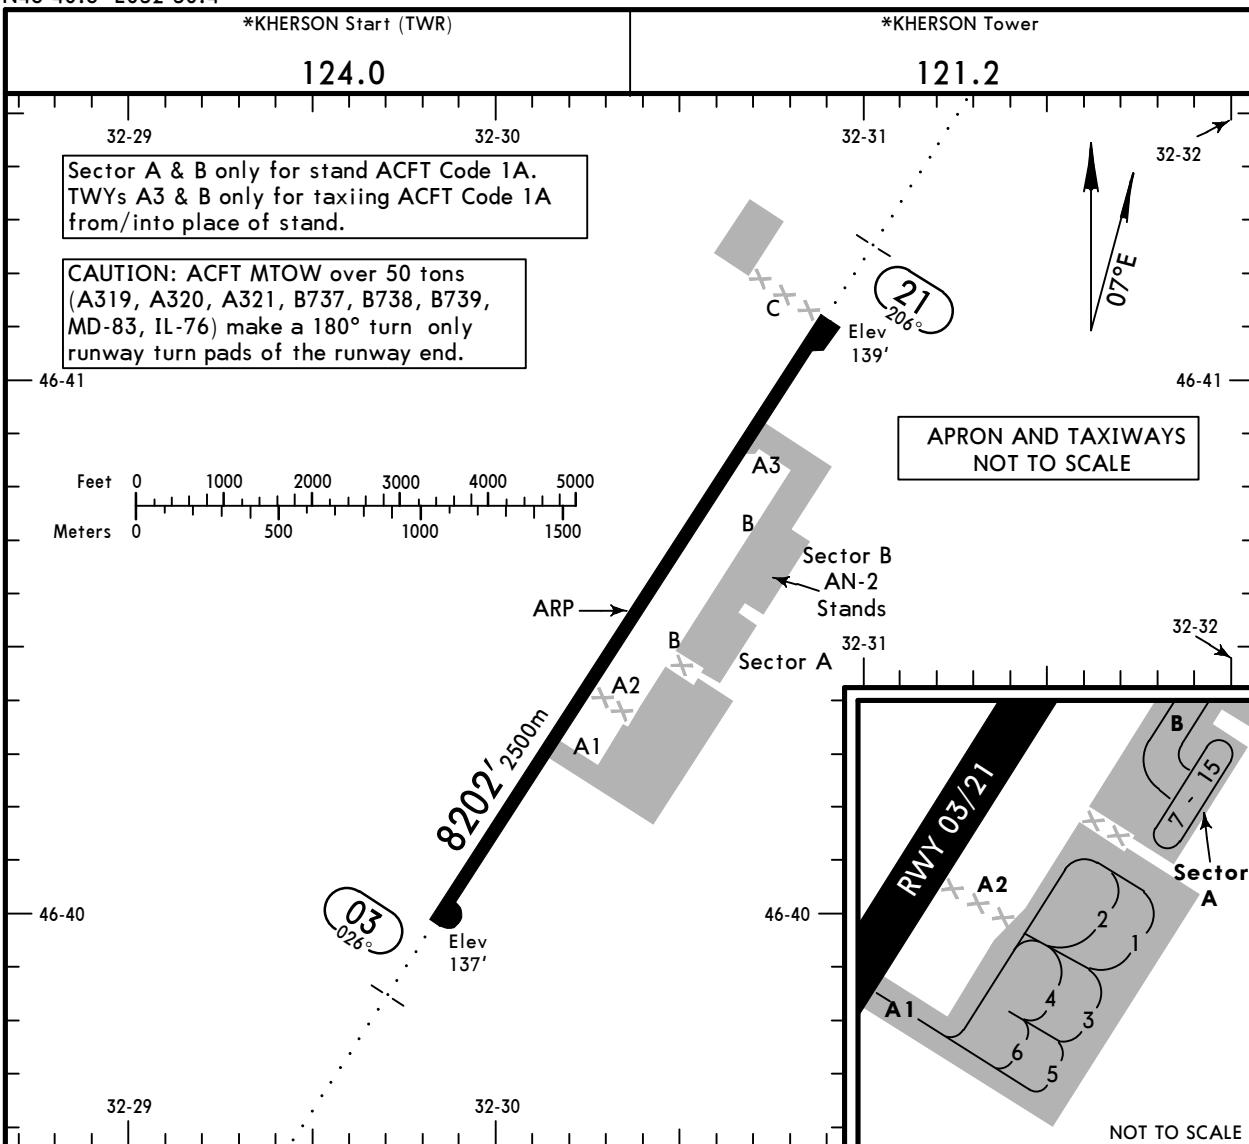 *KHERSON Start (TWR)
124.0
*KHERSON Tower
121.2
32-29
32-30
32-31
32-32
Sector A & B only for stand ACFT Code 1A.
TWYs A3 & B only for taxiing ACFT Code 1A
from/into place of stand.
CAUTION: ACFT MTOW over 50 tons
(A319, A320, A321, B737, B738, B739,
MD-83, IL-76) make a 180° turn only
runway turn pads of the runway end.
07°E
C
21
206°
Elev
139'
46-41
46-41
APRON AND TAXIWAYS
NOT TO SCALE
Feet 0 1000 2000 3000 4000 5000
Meters 0 500 1000 1500
A3
B
Sector B
AN-2
Stands
ARP
B
Sector A
32-31
32-32
A2
A1
8202' 2500m
03
026°
Elev
137'
46-40
46-40
RWY 03/21
B
7 - 15
Sector
A
A2
A1
2
1
4
3
6
5
32-29
32-30
NOT TO SCALE